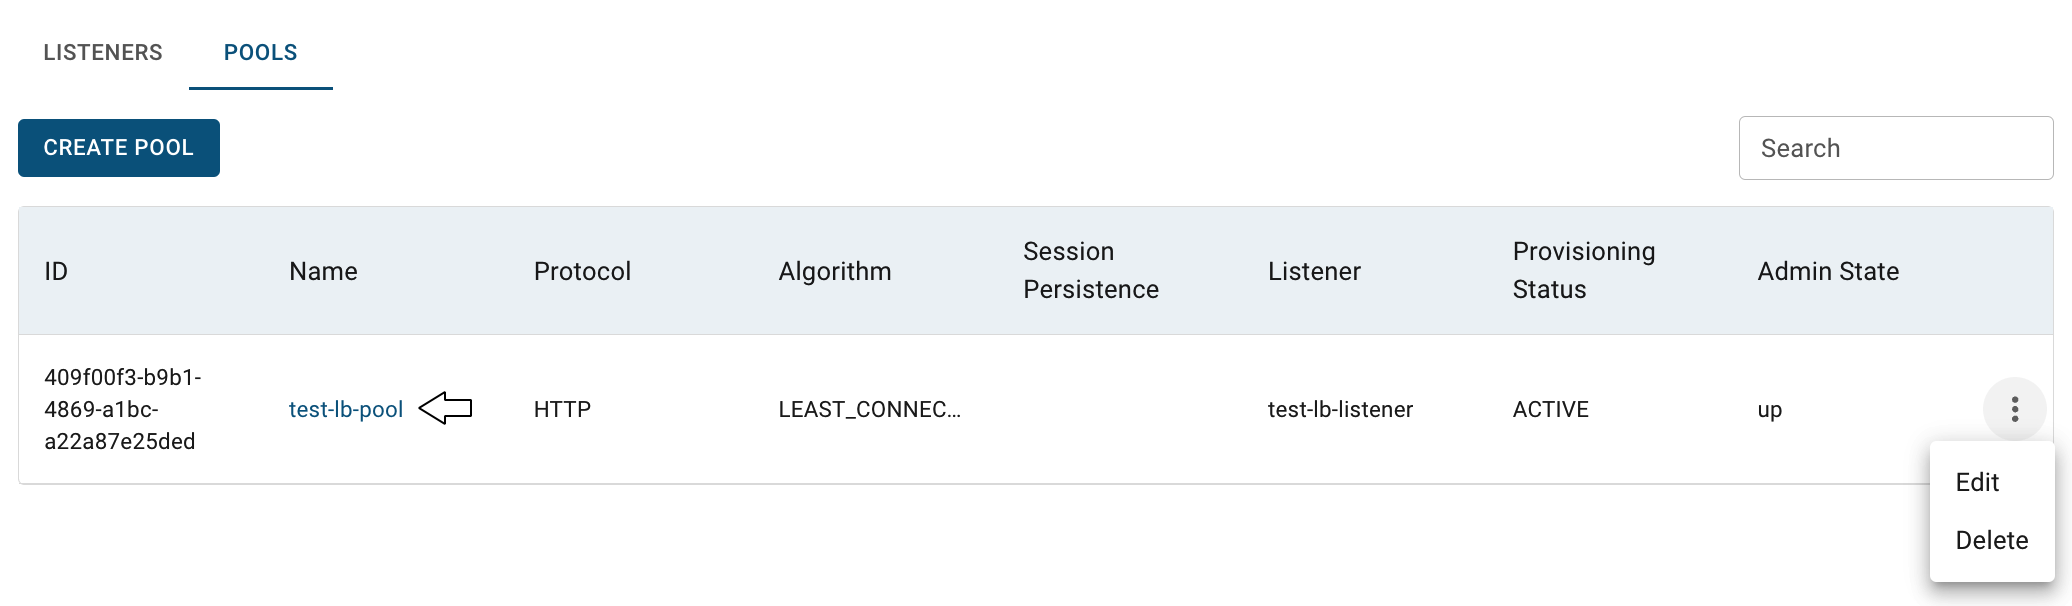 LISTENERS POOLS
CREATE POOL
Search
ID Name Protocol Algorithm Session Persistence Listener Provisioning Status Admin State
409f00f3-b9b1-
4869-a1bc-
a22a87e25ded
test-lb-pool HTTP LEAST_CONNEC... test-lb-listener ACTIVE up
Edit
Delete